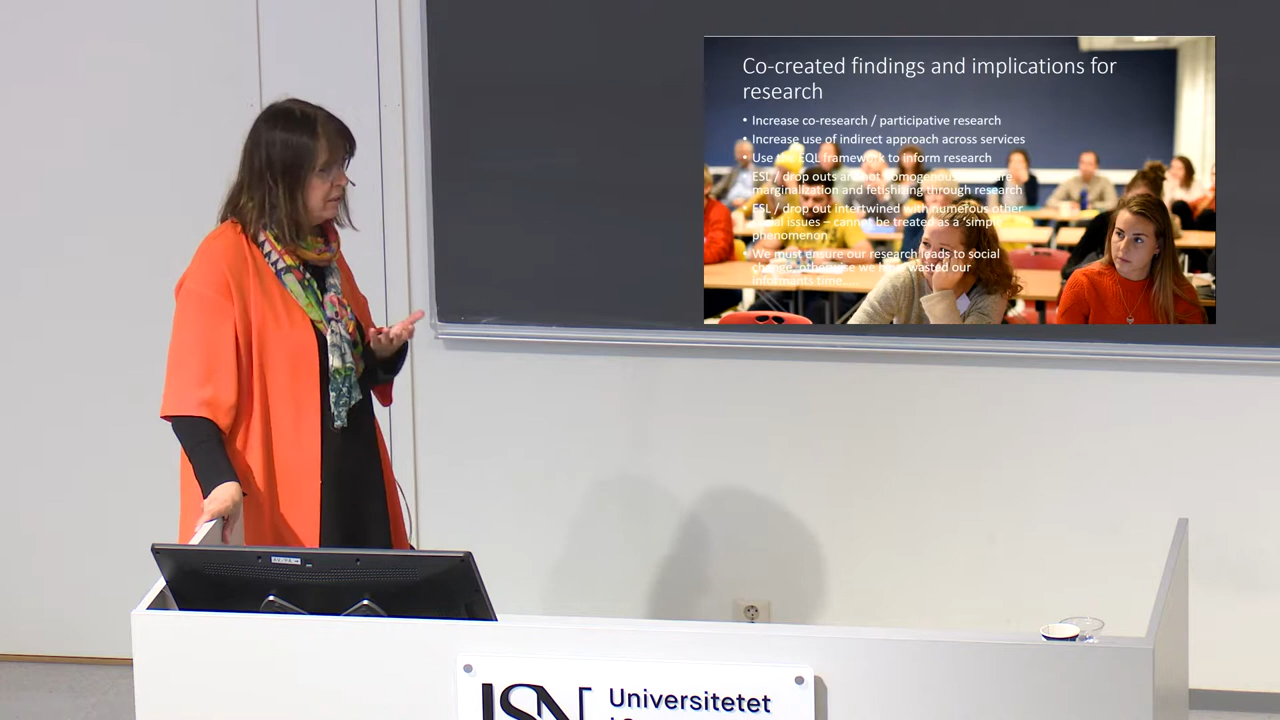 Co-created findings and implications for
research
• Increase co-research / participative research
• Increase use of indirect approach across services
• Use the EQL framework to inform research
• ESL / drop outs are not homogenous
marginalization and fetishizing through research
• ESL / drop out intertwined with numerous other
social issues – cannot be treated as a 'simple'
phenomenon
• We must ensure our research leads to social
change, otherwise we have wasted our
informants time....
USN
Universitetet